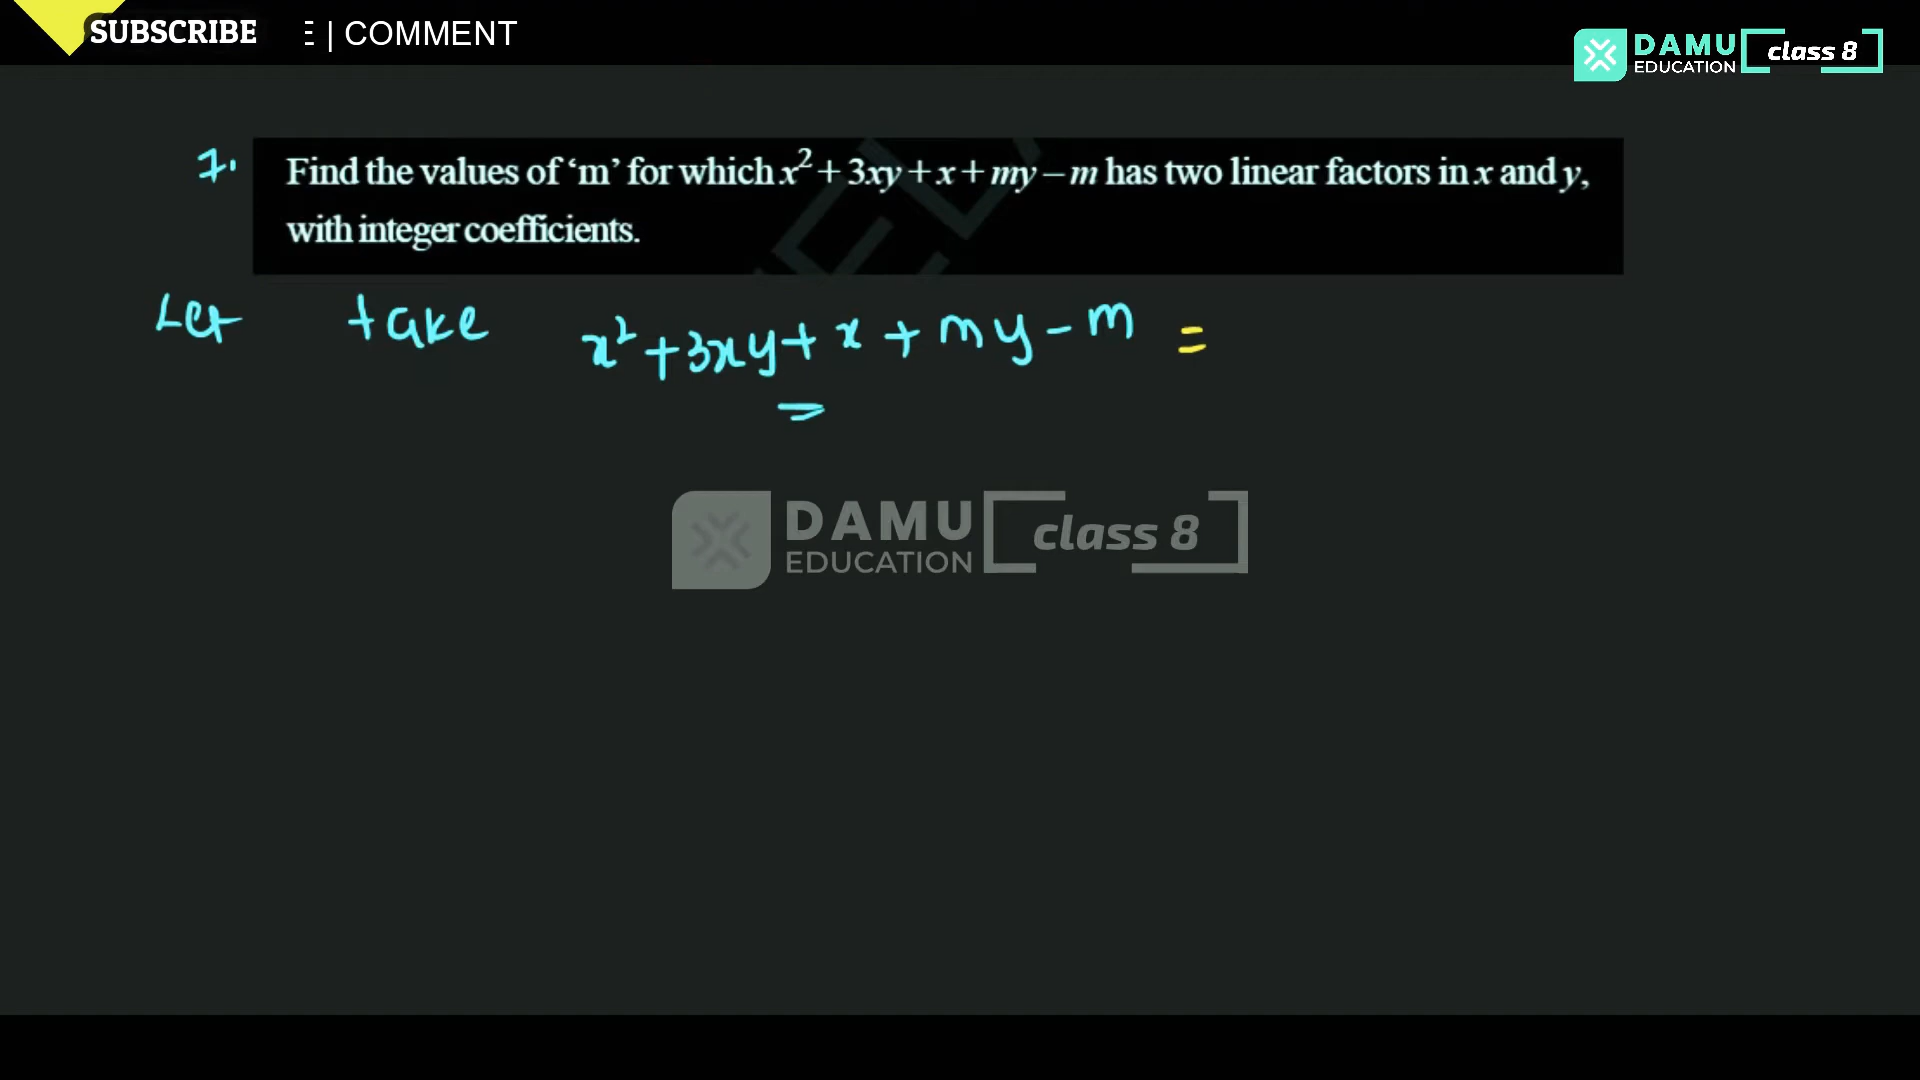 SUBSCRIBE | COMMENT
DAMU EDUCATION class 8
7. Find the values of ‘m’ for which x² + 3xy + x + my – m has two linear factors in x and y,
with integer coefficients.
Let take x² + 3xy + x + my - m =
=
DAMU EDUCATION class 8